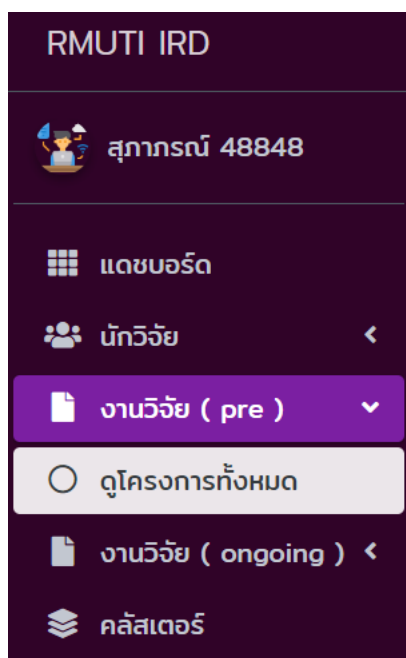 RMUTI IRD
สุภาภรณ์ 48848
แดชบอร์ด
นักวิจัย
งานวิจัย ( pre )
ดูโครงการทั้งหมด
งานวิจัย ( ongoing )
คลัสเตอร์